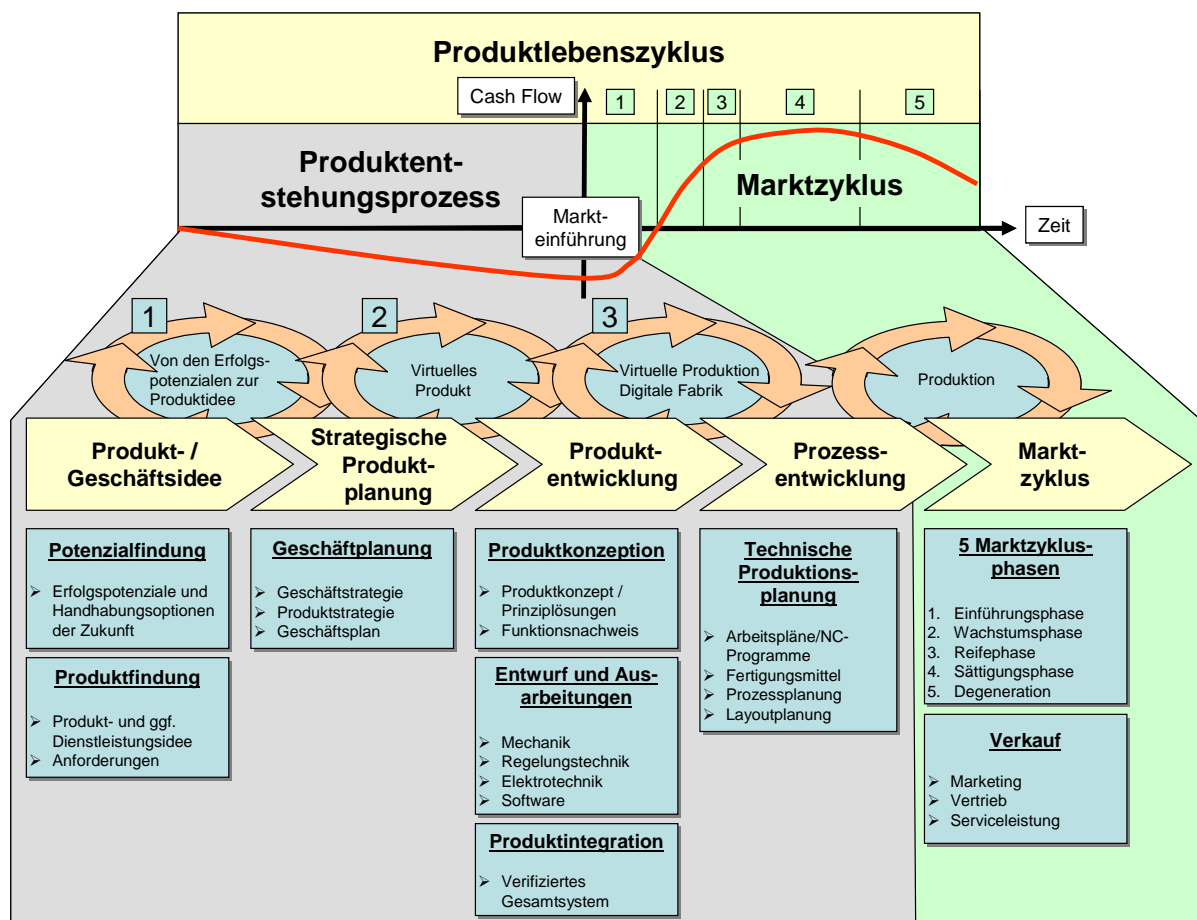 Produktlebenszyklus
Cash Flow
1
2
3
4
5
Produktent-
stehungsprozess
Marktzyklus
Markt-
einführung
Zeit
1
Von den Erfolgs-
potenzialen zur
Produktidee
2
Virtuelles
Produkt
3
Virtuelle Produktion
Digitale Fabrik
Produktion
Produkt- /
Geschäftsidee
Strategische
Produkt-
planung
Produkt-
entwicklung
Prozess-
entwicklung
Markt-
zyklus
Potenzialfindung
➢ Erfolgspotenziale und
Handhabungsoptionen
der Zukunft
Produktfindung
➢ Produkt- und ggf.
Dienstleistungsidee
➢ Anforderungen
Geschäftplanung
➢ Geschäftstrategie
➢ Produktstrategie
➢ Geschäftsplan
Produktkonzeption
➢ Produktkonzept /
Prinziplösungen
➢ Funktionsnachweis
Entwurf und Aus-
arbeitungen
➢ Mechanik
➢ Regelungstechnik
➢ Elektrotechnik
➢ Software
Produktintegration
➢ Verifiziertes
Gesamtsystem
Technische
Produktions-
planung
➢ Arbeitspläne/NC-
Programme
➢ Fertigungsmittel
➢ Prozessplanung
➢ Layoutplanung
5 Marktzyklus-
phasen
1. Einführungsphase
2. Wachstumsphase
3. Reifephase
4. Sättigungsphase
5. Degeneration
Verkauf
➢ Marketing
➢ Vertrieb
➢ Serviceleistung